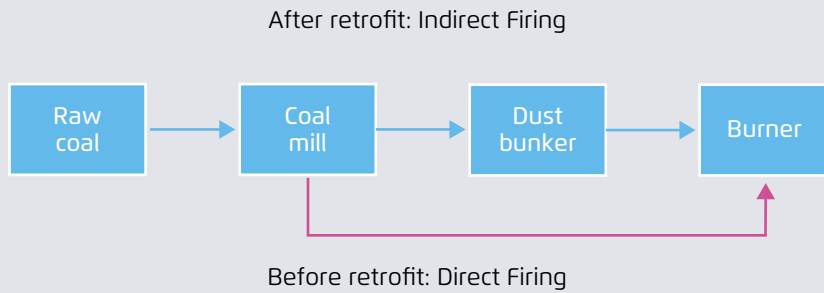 After retrofit: Indirect Firing
Raw
coal
Coal
mill
Dust
bunker
Burner
Before retrofit: Direct Firing